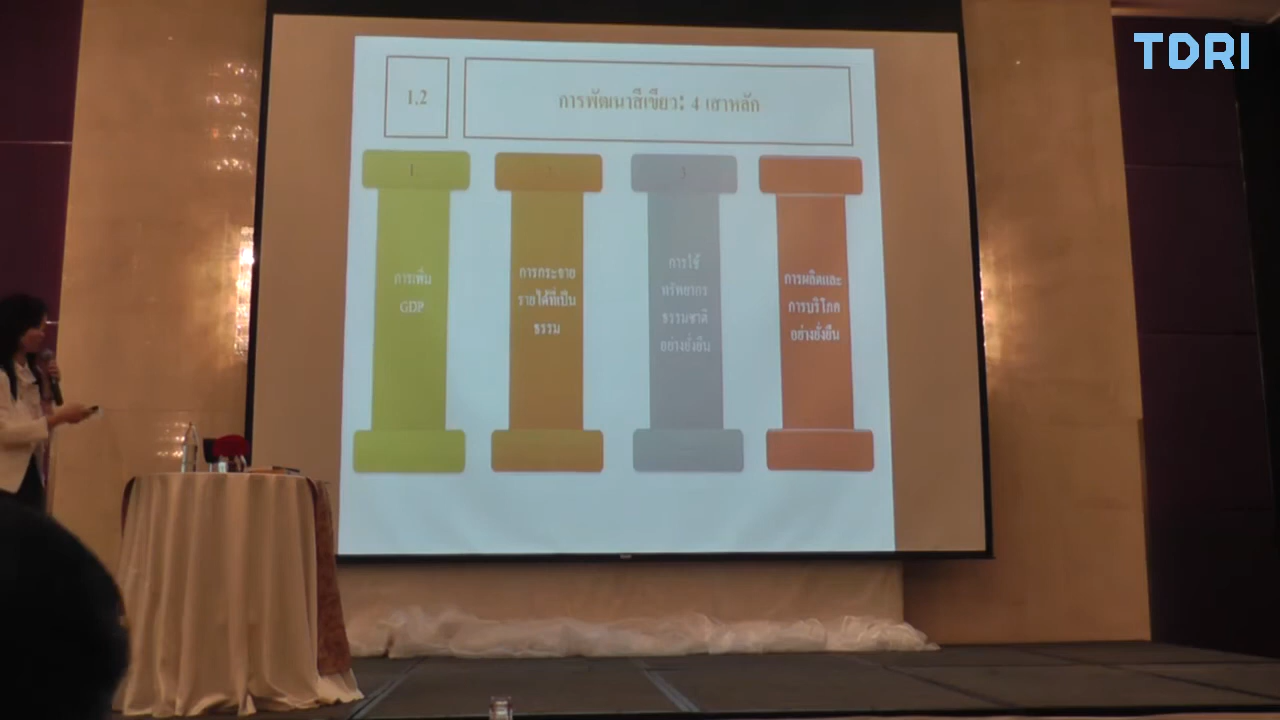 TDRI
1.2
การพัฒนาสีเขียว: 4 เสาหลัก
1
3
การเพิ่ม
GDP
การกระจาย
รายได้ที่เป็น
ธรรม
การใช้
ทรัพยากร
ธรรมชาติ
อย่างยั่งยืน
การผลิตและ
การบริโภค
อย่างยั่งยืน